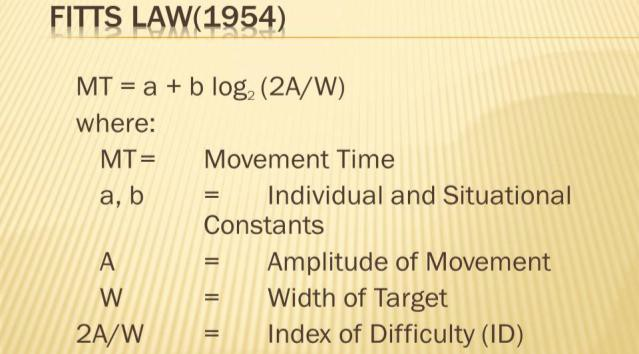 FITTS LAW(1954)
MT = a + b log₂ (2A/W)
where:
MT= Movement Time
a, b = Individual and Situational
Constants
A = Amplitude of Movement
W = Width of Target
2A/W = Index of Difficulty (ID)